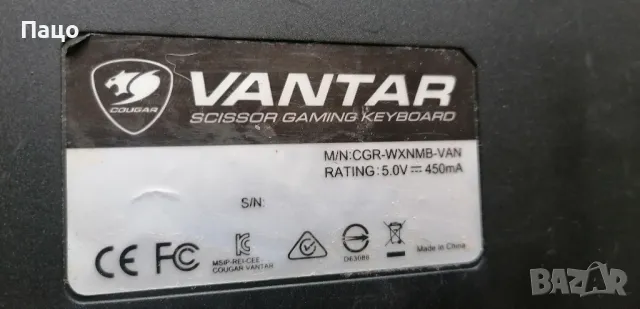 Пацо
COUGAR
VANTAR
SCISSOR GAMING KEYBOARD
M/N:CGR-WXNMB-VAN
RATING: 5.0V ⎓ 450mA
S/N:
CE FC
MSIP-REI-CEE
COUGAR VANTAR
D63086
Made in China
BAZAR